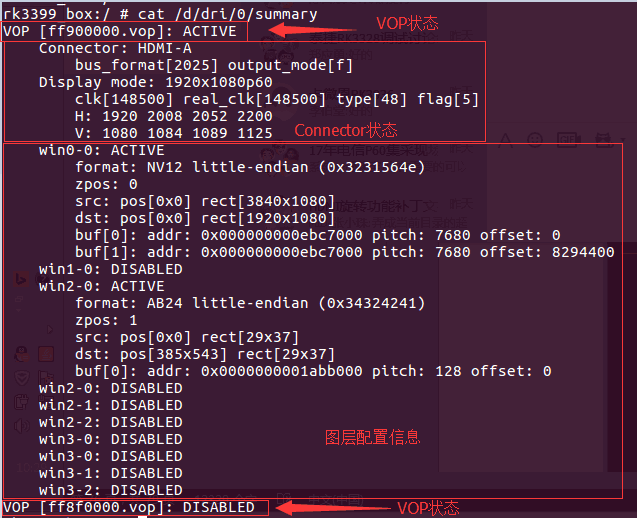 rk3399_box:/ # cat /d/dri/0/summary
VOP [ff900000.vop]: ACTIVE
VOP状态
Connector: HDMI-A
bus_format[2025] output_mode[f]
Display mode: 1920x1080p60
clk[148500] real_clk[148500] type[48] flag[5]
H: 1920 2008 2052 2200
V: 1080 1084 1089 1125
Connector状态
win0-0: ACTIVE
format: NV12 little-endian (0x3231564e)
zpos: 0
src: pos[0x0] rect[3840x1080]
dst: pos[0x0] rect[1920x1080]
buf[0]: addr: 0x000000000ebc7000 pitch: 7680 offset: 0
buf[1]: addr: 0x000000000ebc7000 pitch: 7680 offset: 8294400
win1-0: DISABLED
win2-0: ACTIVE
format: AB24 little-endian (0x34324241)
zpos: 1
src: pos[0x0] rect[29x37]
dst: pos[385x543] rect[29x37]
buf[0]: addr: 0x0000000001abb000 pitch: 128 offset: 0
win2-0: DISABLED
win2-1: DISABLED
win2-2: DISABLED
win3-0: DISABLED
win3-0: DISABLED
win3-1: DISABLED
win3-2: DISABLED
图层配置信息
VOP [ff8f0000.vop]: DISABLED
VOP状态